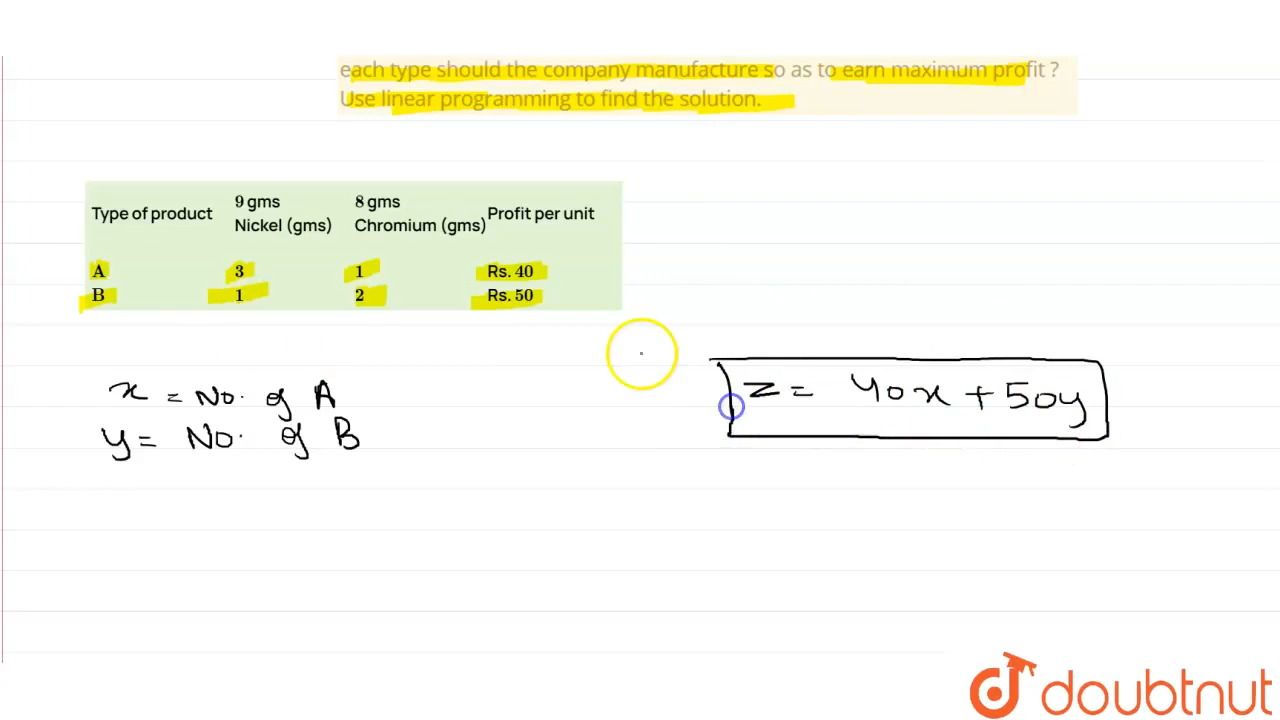 each type should the company manufacture so as to earn maximum profit ?
Use linear programming to find the solution.
Type of product 9 gms Nickel (gms) 8 gms Chromium (gms) Profit per unit
A 3 1 Rs. 40
B 1 2 Rs. 50
x = No. of A
y = No. of B
z = 40x + 50y
doubtnut